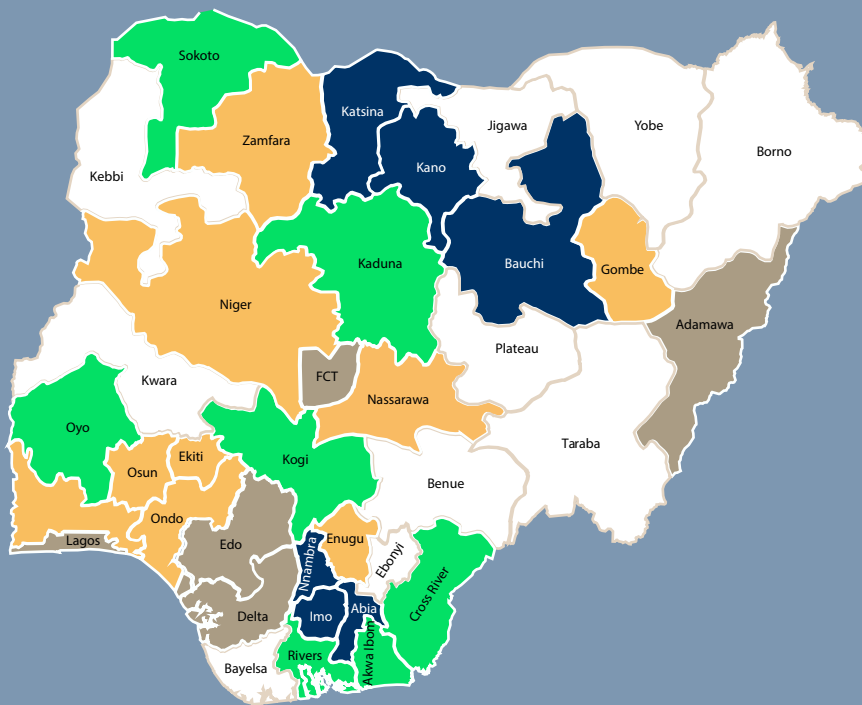 Sokoto
Katsina
Jigawa
Yobe
Zamfara
Borno
Kano
Kebbi
Kaduna
Bauchi
Gombe
Niger
Adamawa
Plateau
FCT
Kwara
Nassarawa
Oyo
Taraba
Ekiti
Kogi
Osun
Benue
Ondo
Enugu
Lagos
Edo
Nnambra
Ebonyi
Cross River
Abia
Delta
Imo
Akwa Ibom
Rivers
Bayelsa